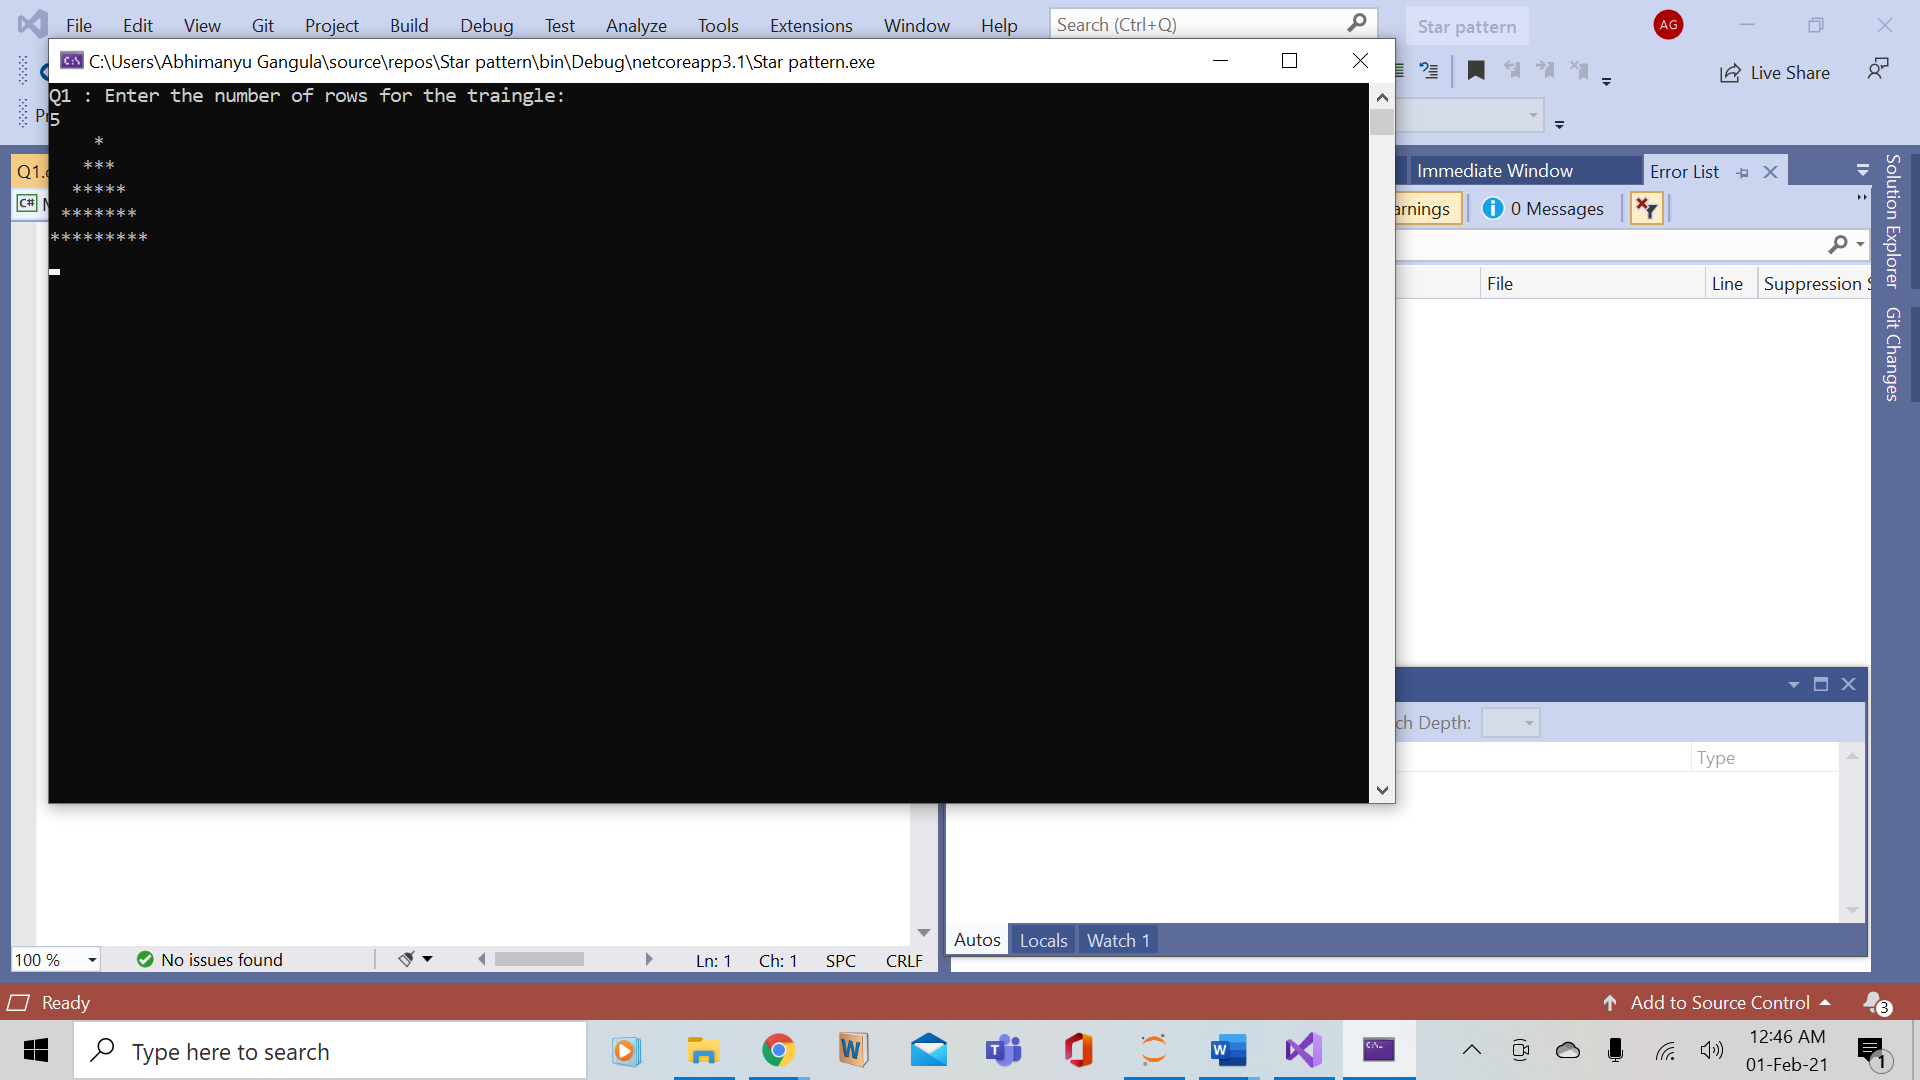 File Edit View Git Project Build Debug Test Analyze Tools Extensions Window Help Search (Ctrl+Q) Star pattern AG
C:\Users\Abhimanyu Gangula\source\repos\Star pattern\bin\Debug\netcoreapp3.1\Star pattern.exe
Live Share
Q1 : Enter the number of rows for the traingle:
5
*
***
*****
*******
*********
Immediate Window Error List
0 Messages
File Line Suppression
Solution Explorer
Git Changes
Depth:
Type
Autos Locals Watch 1
100 % No issues found Ln: 1 Ch: 1 SPC CRLF
Ready Add to Source Control 3
Type here to search
12:46 AM
01-Feb-21
1